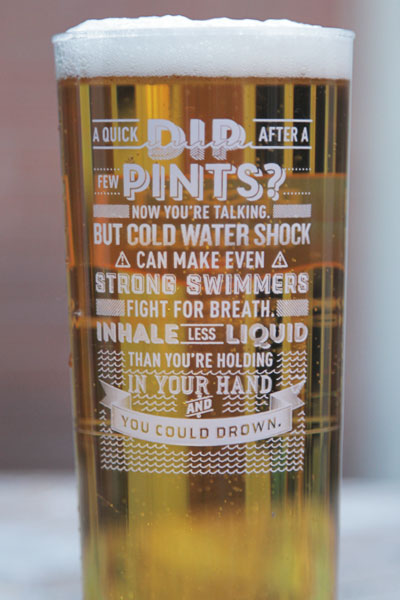 A QUICK DIP AFTER A
FEW PINTS?
NOW YOU'RE TALKING.
BUT COLD WATER SHOCK
CAN MAKE EVEN
STRONG SWIMMERS
FIGHT FOR BREATH.
INHALE LESS LIQUID
THAN YOU'RE HOLDING
IN YOUR HAND
AND
YOU COULD DROWN.